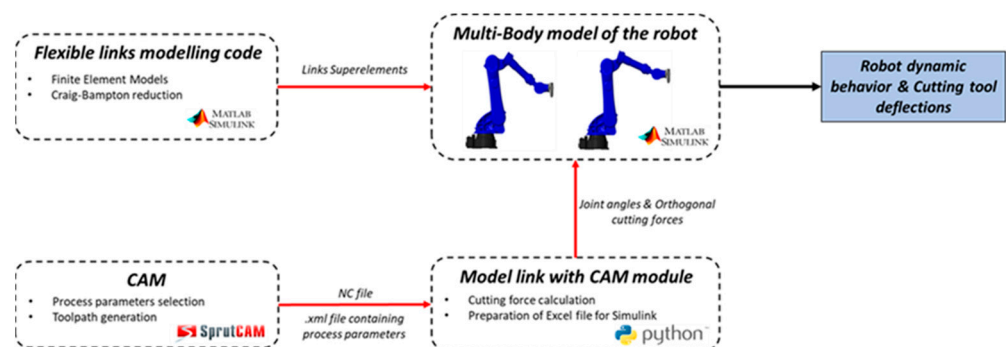 Flexible links modelling code
• Finite Element Models
• Craig-Bampton reduction
MATLAB
SIMULINK
Links Superelements
Multi-Body model of the robot
MATLAB
SIMULINK
Robot dynamic
behavior & Cutting tool
deflections
Joint angles & Orthogonal
cutting forces
CAM
• Process parameters selection
• Toolpath generation
SprutCAM
NC file
.xml file containing
process parameters
Model link with CAM module
• Cutting force calculation
• Preparation of Excel file for Simulink
python™